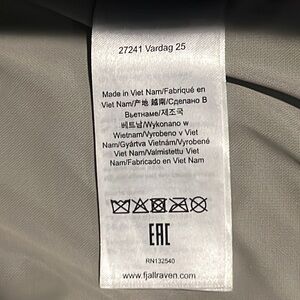 27241 Vardag 25
Made in Viet Nam/Fabriqué en
Viet Nam/产地 越南/Сделано В
Вьетнаме/제조국
베트남/Wykonano w
Wietnam/Vyrobeno v Viet
Nam/Gyártva Vietnám/Vyrobené
Viet Nam/Valmistettu Viet
Nam/Fabricado en Viet Nam
EAC
RN132540
www.fjallraven.com